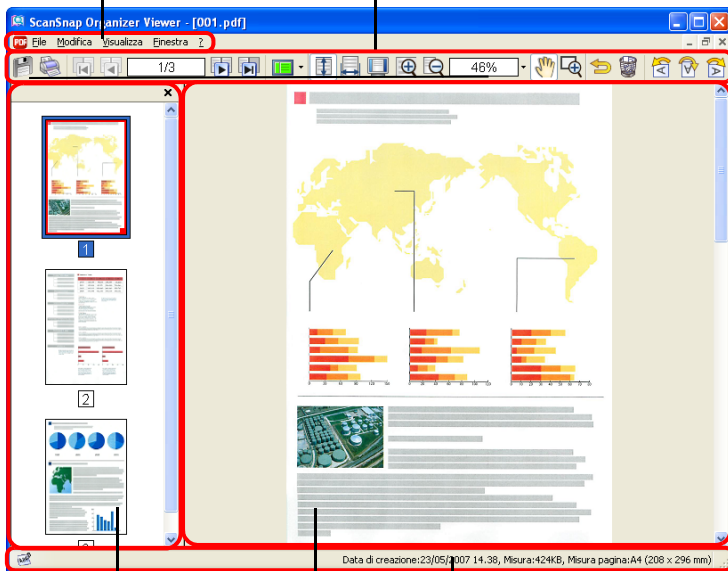 ScanSnap Organizer Viewer - [001.pdf]
PDF File Modifica Visualizza Finestra ?
1/3 46%
1
2
Data di creazione:23/05/2007 14.38, Misura:424KB, Misura pagina:A4 (208 x 296 mm)